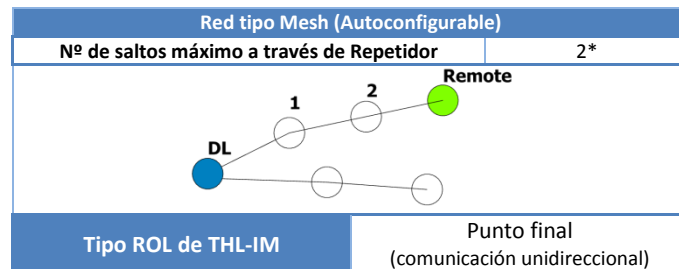 Red tipo Mesh (Autoconfigurable)
Nº de saltos máximo a través de Repetidor 2*
Remote
2
1
DL
Tipo ROL de THL-IM
Punto final
(comunicación unidireccional)